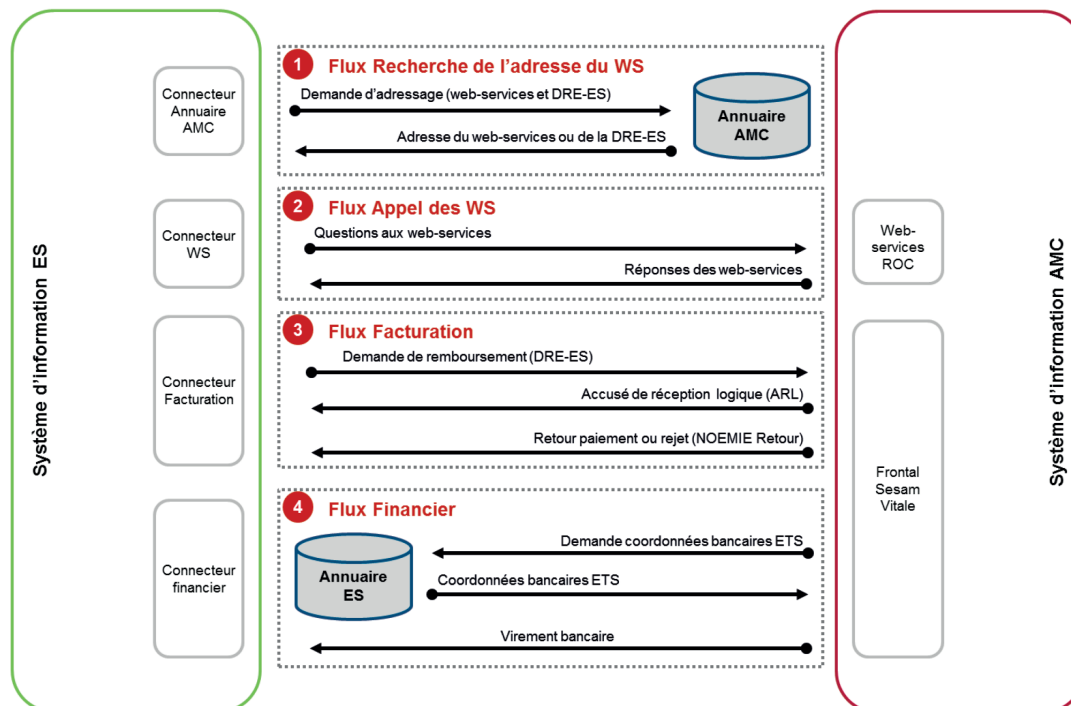 Système d'information ES
Connecteur
Annuaire
AMC
Connecteur
WS
Connecteur
Facturation
Connecteur
financier
1 Flux Recherche de l'adresse du WS
Demande d'adressage (web-services et DRE-ES)
Adresse du web-services ou de la DRE-ES
Annuaire
AMC
2 Flux Appel des WS
Questions aux web-services
Réponses des web-services
3 Flux Facturation
Demande de remboursement (DRE-ES)
Accusé de réception logique (ARL)
Retour paiement ou rejet (NOEMIE Retour)
4 Flux Financier
Annuaire
ES
Demande coordonnées bancaires ETS
Coordonnées bancaires ETS
Virement bancaire
Web-
services
ROC
Frontal
Sesam
Vitale
Système d'information AMC